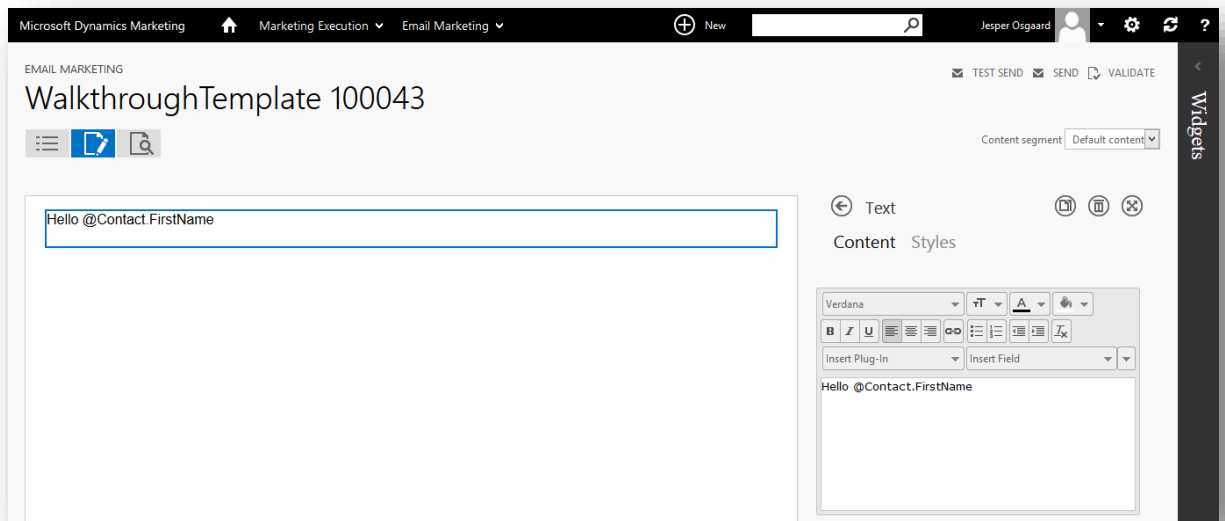 Microsoft Dynamics Marketing Marketing Execution Email Marketing New Jesper Osgaard ?
EMAIL MARKETING
TEST SEND SEND VALIDATE
WalkthroughTemplate 100043
Content segment Default content
Widgets
Hello @Contact.FirstName
Text
Content Styles
Verdana TT A
B I U Tx
Insert Plug-In Insert Field
Hello @Contact.FirstName